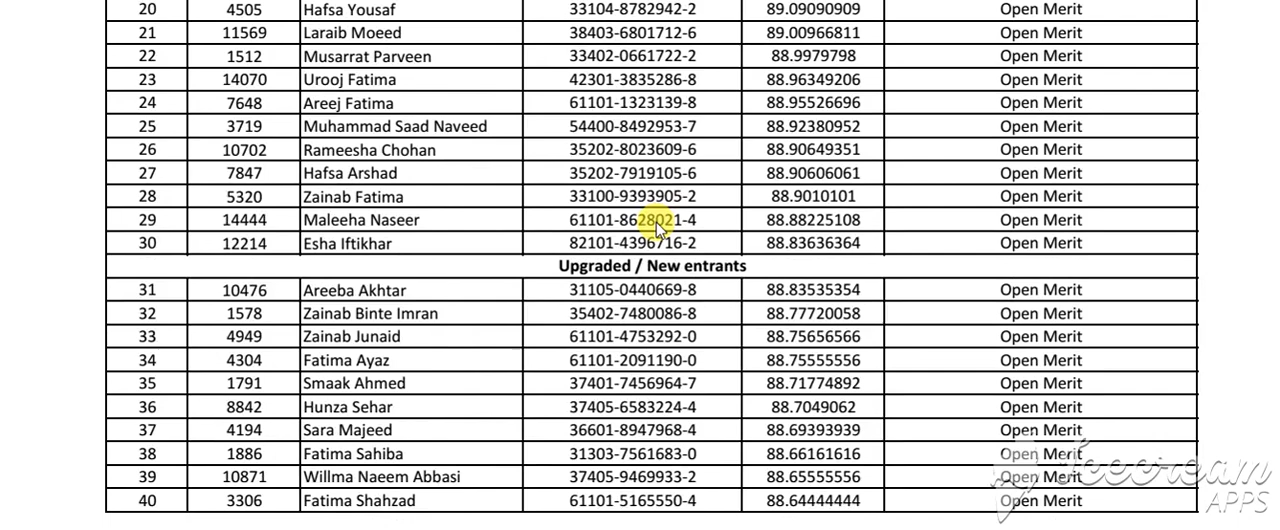 20 4505 Hafsa Yousaf 33104-8782942-2 89.09090909 Open Merit
21 11569 Laraib Moeed 38403-6801712-6 89.00966811 Open Merit
22 1512 Musarrat Parveen 33402-0661722-2 88.9979798 Open Merit
23 14070 Urooj Fatima 42301-3835286-8 88.96349206 Open Merit
24 7648 Areej Fatima 61101-1323139-8 88.95526696 Open Merit
25 3719 Muhammad Saad Naveed 54400-8492953-7 88.92380952 Open Merit
26 10702 Rameesha Chohan 35202-8023609-6 88.90649351 Open Merit
27 7847 Hafsa Arshad 35202-7919105-6 88.90606061 Open Merit
28 5320 Zainab Fatima 33100-9393905-2 88.9010101 Open Merit
29 14444 Maleeha Naseer 61101-8628021-4 88.88225108 Open Merit
30 12214 Esha Iftikhar 82101-4396716-2 88.83636364 Open Merit
Upgraded / New entrants
31 10476 Areeba Akhtar 31105-0440669-8 88.83535354 Open Merit
32 1578 Zainab Binte Imran 35402-7480086-8 88.77720058 Open Merit
33 4949 Zainab Junaid 61101-4753292-0 88.75656566 Open Merit
34 4304 Fatima Ayaz 61101-2091190-0 88.75555556 Open Merit
35 1791 Smaak Ahmed 37401-7456964-7 88.71774892 Open Merit
36 8842 Hunza Sehar 37405-6583224-4 88.7049062 Open Merit
37 4194 Sara Majeed 36601-8947968-4 88.69393939 Open Merit
38 1886 Fatima Sahiba 31303-7561683-0 88.66161616 Open Merit
39 10871 Willma Naeem Abbasi 37405-9469933-2 88.65555556 Open Merit
40 3306 Fatima Shahzad 61101-5165550-4 88.64444444 Open Merit
Icecream
APPS